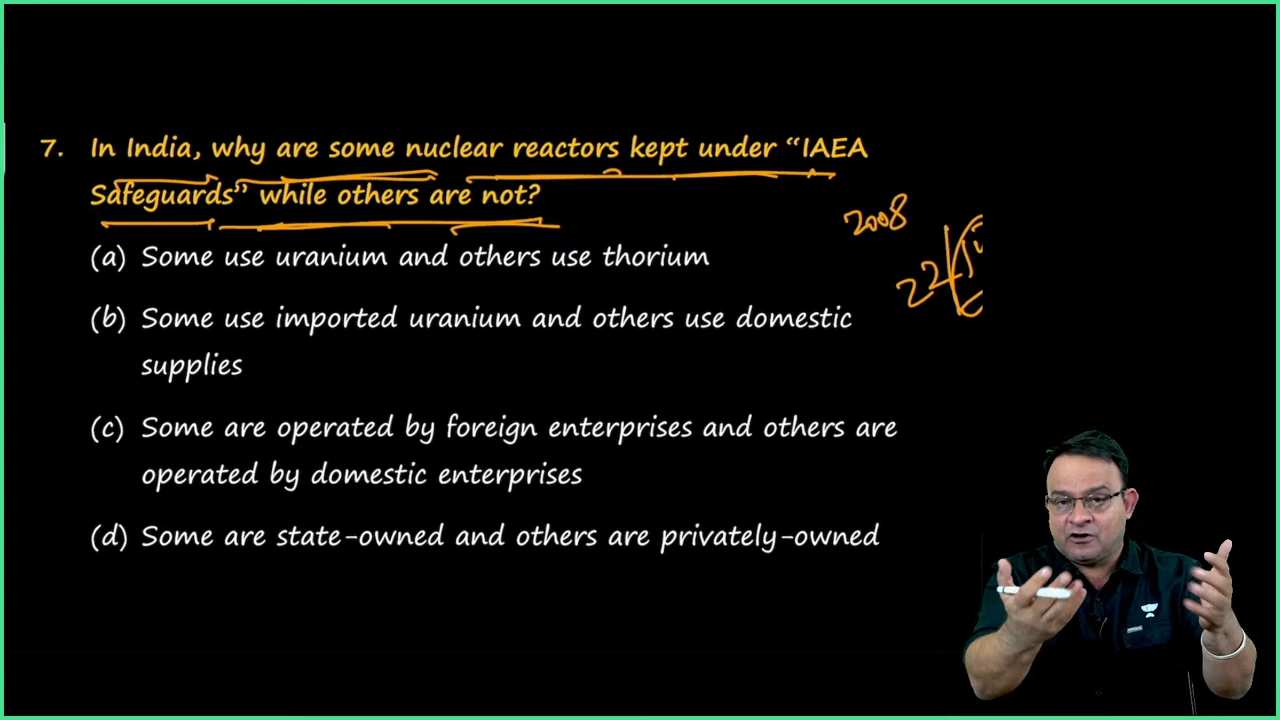 7. In India, why are some nuclear reactors kept under “IAEA
Safeguards” while others are not?
2008
(a) Some use uranium and others use thorium
22
(b) Some use imported uranium and others use domestic
supplies
(c) Some are operated by foreign enterprises and others are
operated by domestic enterprises
(d) Some are state-owned and others are privately-owned